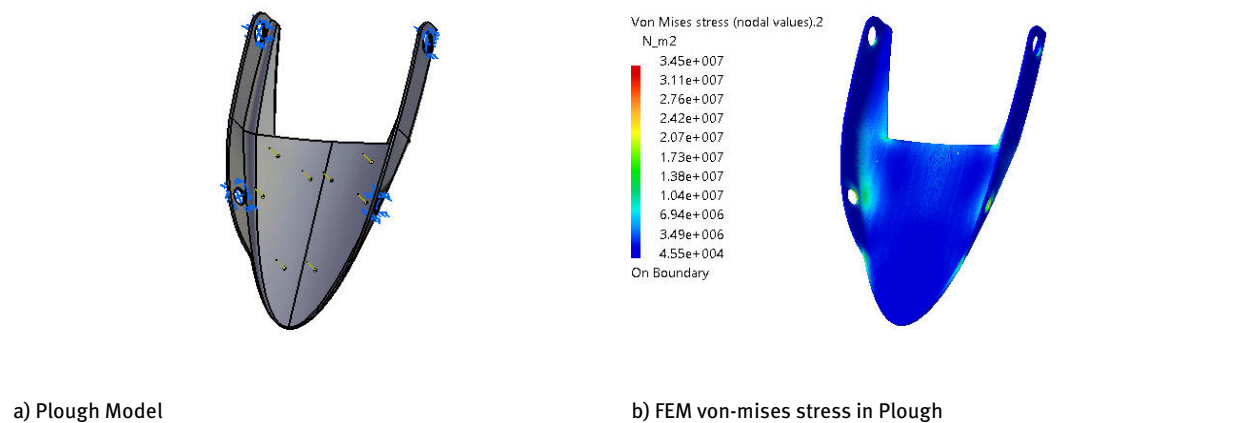 Von Mises stress (nodal values).2
N_m2
3.45e+007
3.11e+007
2.76e+007
2.42e+007
2.07e+007
1.73e+007
1.38e+007
1.04e+007
6.94e+006
3.49e+006
4.55e+004
On Boundary
a) Plough Model
b) FEM von-mises stress in Plough